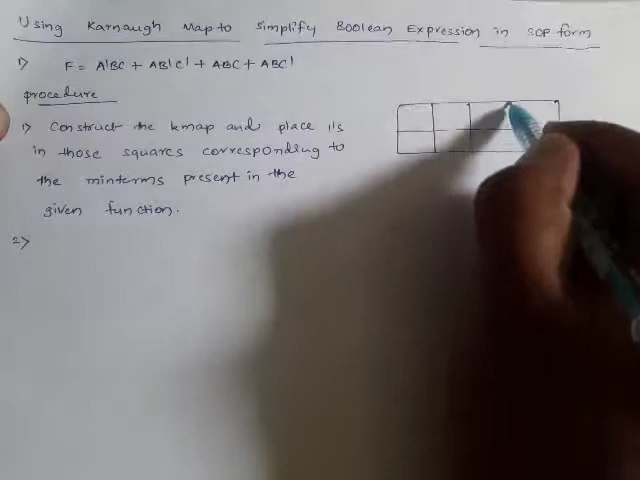 Using Karnaugh Map to simplify Boolean Expression in SOP form
1) F = A'BC + AB'C' + ABC + ABC'
procedure
1) Construct the kmap and place 1's
in those squares corresponding to
the minterms present in the
given function.
2)